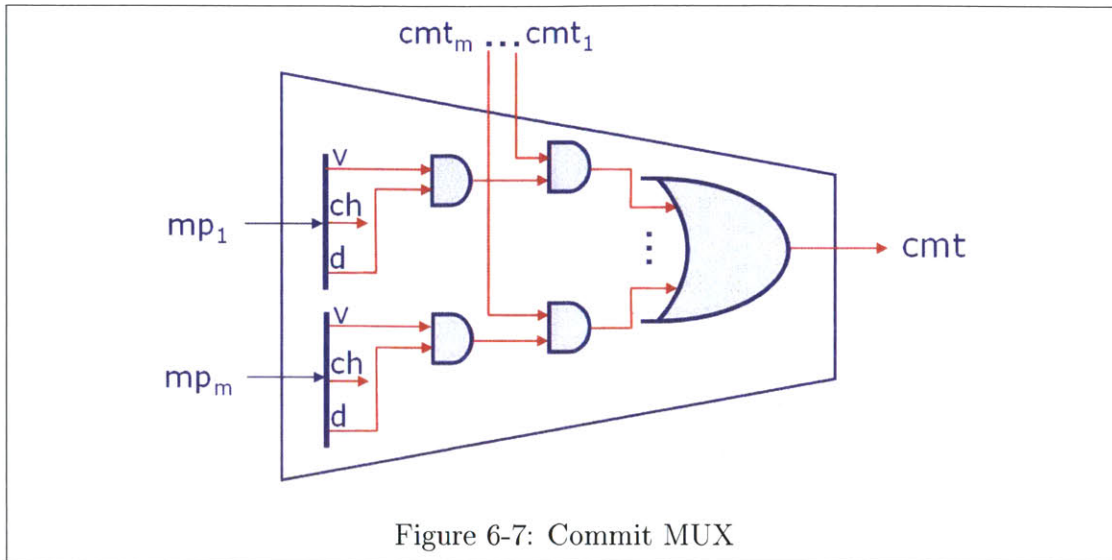 cmtm ... cmt1
v
ch
d
mp1
cmt
v
ch
d
mpm
Figure 6-7: Commit MUX